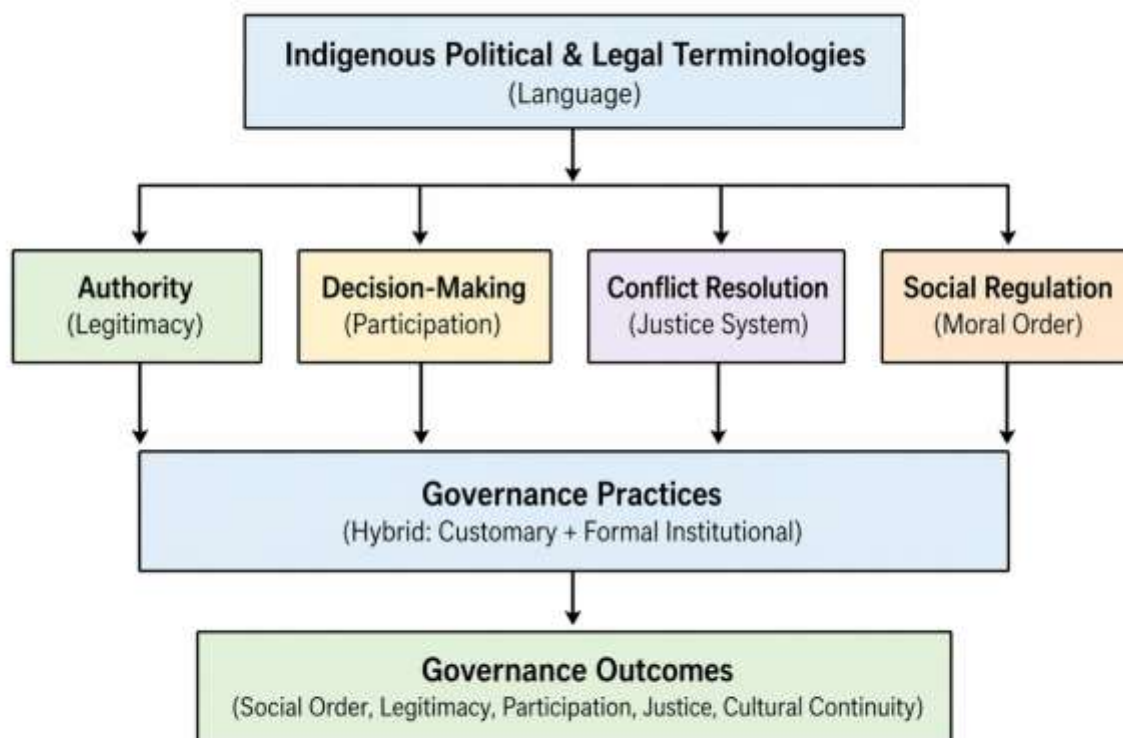 Indigenous Political & Legal Terminologies
(Language)
Authority
(Legitimacy)
Decision-Making
(Participation)
Conflict Resolution
(Justice System)
Social Regulation
(Moral Order)
Governance Practices
(Hybrid: Customary + Formal Institutional)
Governance Outcomes
(Social Order, Legitimacy, Participation, Justice, Cultural Continuity)